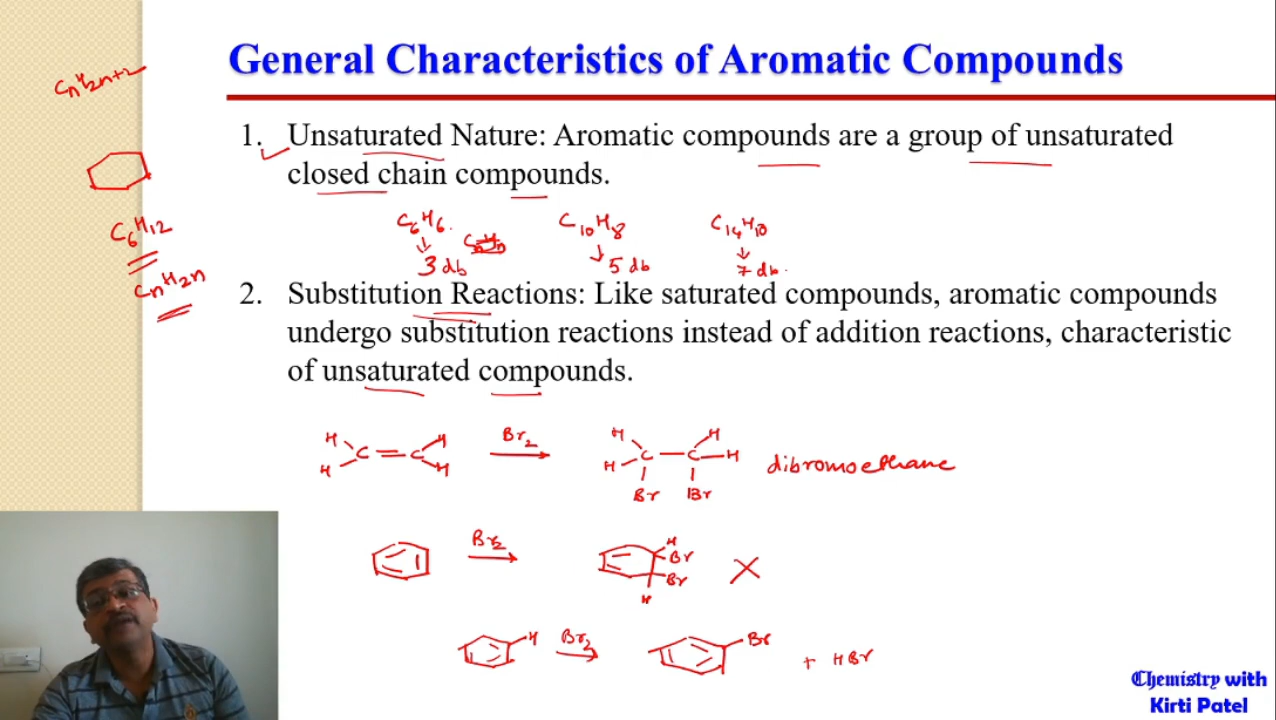 General Characteristics of Aromatic Compounds
CnH2n+2
1. Unsaturated Nature: Aromatic compounds are a group of unsaturated
closed chain compounds.
C6H12
CnH2n
C6H6 C10H8 C14H10
3 db 5 db 7 db.
2. Substitution Reactions: Like saturated compounds, aromatic compounds
undergo substitution reactions instead of addition reactions, characteristic
of unsaturated compounds.
H H Br2 H H
C=C C-C H dibromoethane
H H H
Br Br
Br2 H
Br
Br
H
H Br2 Br
+ HBr
Chemistry with
Kirti Patel